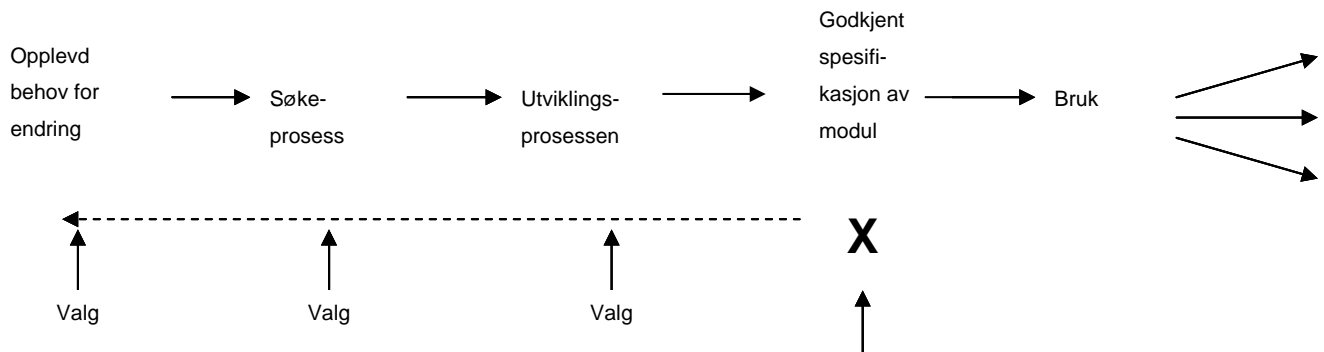 Opplevd
behov for
endring
Søke-
prosess
Utviklings-
prosessen
Godkjent
spesifi-
kasjon av
modul
Bruk
X
Valg
Valg
Valg